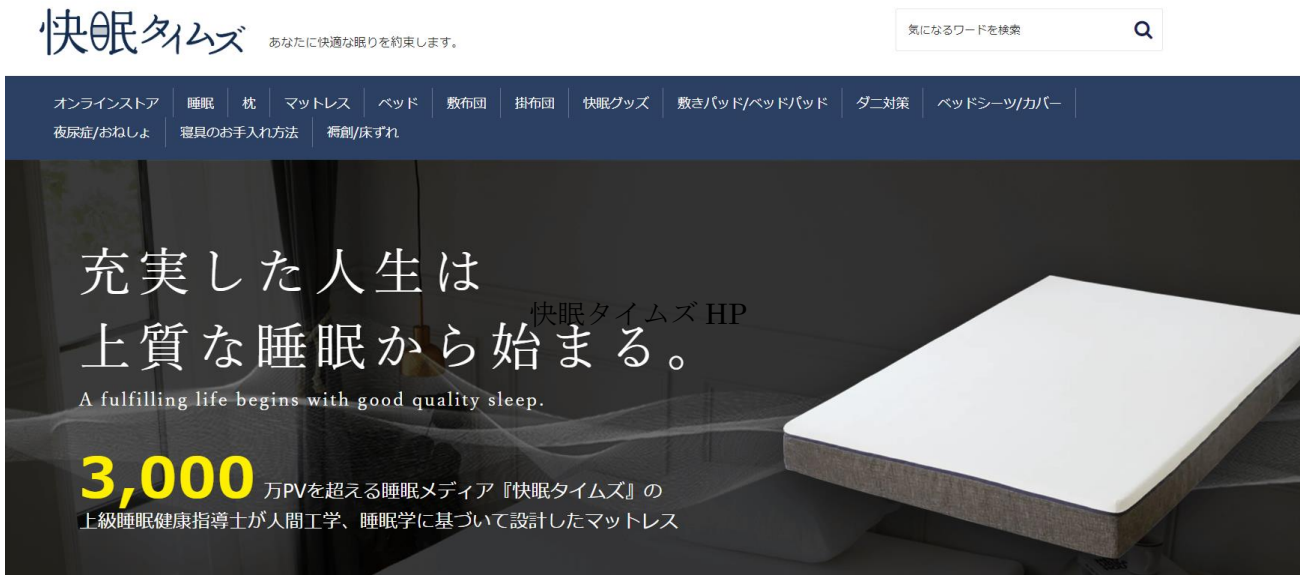 快眠タイムズ
あなたに快適な眠りを約束します。
気になるワードを検索
オンラインストア 睡眠 枕 マットレス ベッド 敷布団 掛布団 快眠グッズ 敷きパッド/ベッドパッド ダニ対策 ベッドシーツ/カバー
夜尿症/おねしょ 寝具のお手入れ方法 褥創/床ずれ
充実した人生は
快眠タイムズ HP
上質な睡眠から始まる。
A fulfilling life begins with good quality sleep.
3,000 万PVを超える睡眠メディア『快眠タイムズ』の
上級睡眠健康指導士が人間工学、睡眠学に基づいて設計したマットレス